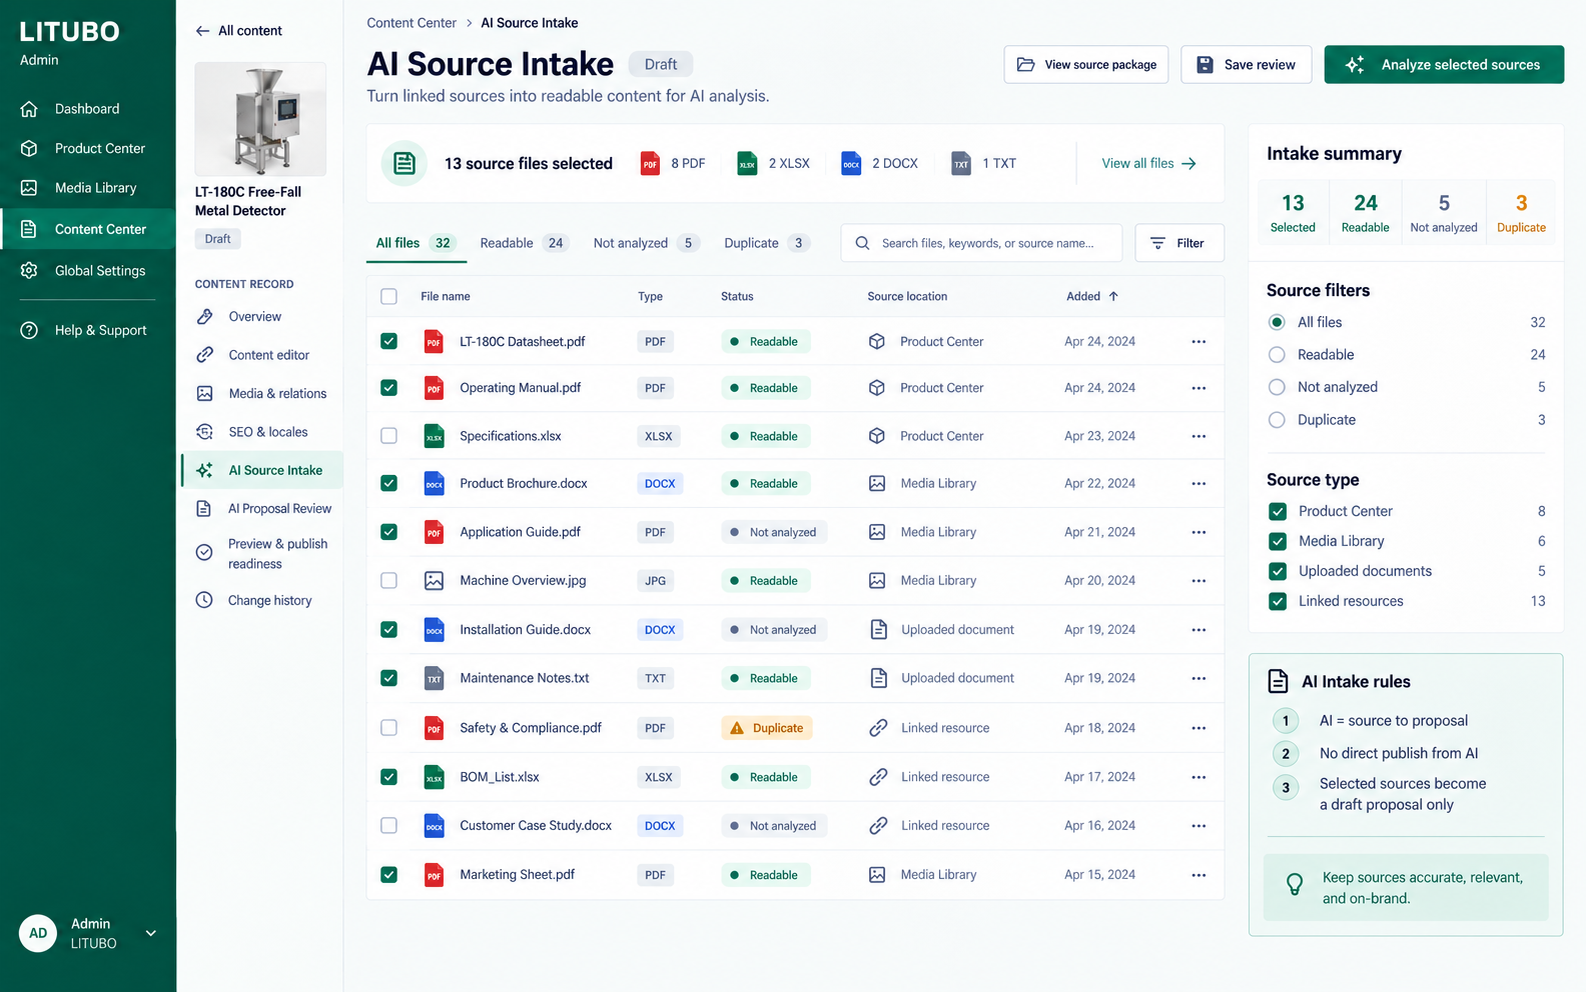 LITUBO
Admin
Dashboard
Product Center
Media Library
Content Center
Global Settings
Help & Support
AD
Admin
LITUBO
All content
LT-180C Free-Fall
Metal Detector
Draft
CONTENT RECORD
Overview
Content editor
Media & relations
SEO & locales
AI Source Intake
AI Proposal Review
Preview & publish
readiness
Change history
Content Center > AI Source Intake
AI Source Intake Draft
Turn linked sources into readable content for AI analysis.
View source package
Save review
Analyze selected sources
13 source files selected
PDF 8 PDF
XLSX 2 XLSX
DOCX 2 DOCX
TXT 1 TXT
View all files
All files 32
Readable 24
Not analyzed 5
Duplicate 3
Search files, keywords, or source name...
Filter
File name Type Status Source location Added
PDF LT-180C Datasheet.pdf PDF Readable Product Center Apr 24, 2024
PDF Operating Manual.pdf PDF Readable Product Center Apr 24, 2024
XLSX Specifications.xlsx XLSX Readable Product Center Apr 23, 2024
DOCX Product Brochure.docx DOCX Readable Media Library Apr 22, 2024
PDF Application Guide.pdf PDF Not analyzed Media Library Apr 21, 2024
Machine Overview.jpg JPG Readable Media Library Apr 20, 2024
DOCX Installation Guide.docx DOCX Not analyzed Uploaded document Apr 19, 2024
TXT Maintenance Notes.txt TXT Readable Uploaded document Apr 19, 2024
PDF Safety & Compliance.pdf PDF Duplicate Linked resource Apr 18, 2024
XLSX BOM_List.xlsx XLSX Readable Linked resource Apr 17, 2024
DOCX Customer Case Study.docx DOCX Not analyzed Linked resource Apr 16, 2024
PDF Marketing Sheet.pdf PDF Readable Media Library Apr 15, 2024
Intake summary
13 24 5 3
Selected Readable Not analyzed Duplicate
Source filters
All files 32
Readable 24
Not analyzed 5
Duplicate 3
Source type
Product Center 8
Media Library 6
Uploaded documents 5
Linked resources 13
AI Intake rules
1 AI = source to proposal
2 No direct publish from AI
3 Selected sources become
a draft proposal only
Keep sources accurate, relevant,
and on-brand.